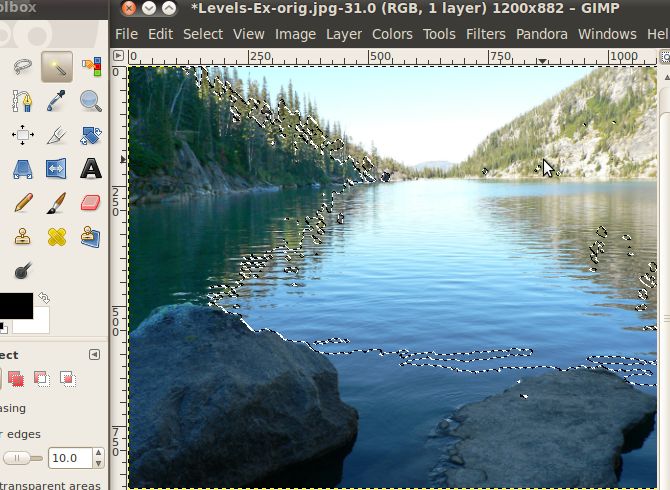 lbox
*Levels-Ex-orig.jpg-31.0 (RGB, 1 layer) 1200x882 – GIMP
File Edit Select View Image Layer Colors Tools Filters Pandora Windows Hel
0 250 500 750 1000
0
250
500
750
ect
asing
r edges
10.0
transparent areas